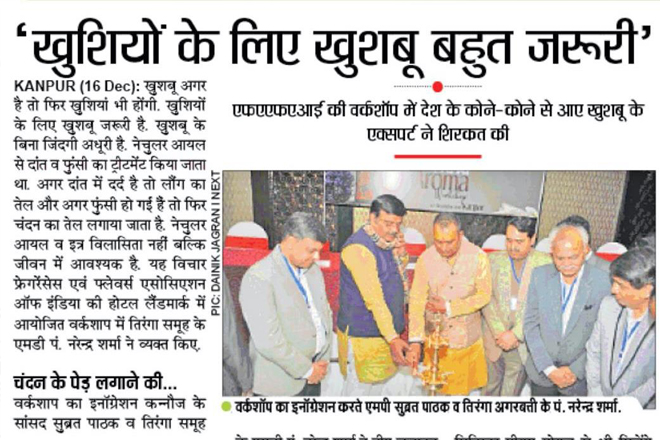 ‘खुशियों के लिए खुशबू बहुत जरूरी’
एफएएफएआई की वर्कशॉप में देश के कोने-कोने से आए खुशबू के
एक्सपर्ट ने शिरकत की
KANPUR (16 Dec): खुशबू अगर
है तो फिर खुशियां भी होंगी. खुशियों
के लिए खुशबू जरूरी है. खुशबू के
बिना जिंदगी अधूरी है. नेचुलर आयल
से दांत व फुंसी का ट्रीटमेंट किया जाता
था. अगर दांत में दर्द है तो लौंग का
तेल और अगर फुंसी हो गई है तो फिर
चंदन का तेल लगाया जाता है. नेचुलर
आयल व इत्र विलासिता नहीं बल्कि
जीवन में आवश्यक है. यह विचार
फ्रेगरेंसेस एवं फ्लेवर्स एसोसिएशन
ऑफ इंडिया की होटल लैंडमार्क में
आयोजित वर्कशाप में तिरंगा समूह के
एमडी पं. नरेन्द्र शर्मा ने व्यक्त किए.
चंदन के पेड़ लगाने की...
वर्कशाप का इनॉग्रेशन कन्नौज के
सांसद सुब्रत पाठक व तिरंगा समूह
PIC: DAINIK JAGRAN I NEXT
roma
Kanpur
वर्कशॉप का इनॉग्रेशन करते एमपी सुब्रत पाठक व तिरंगा अगरबत्ती के पं. नरेन्द्र शर्मा.